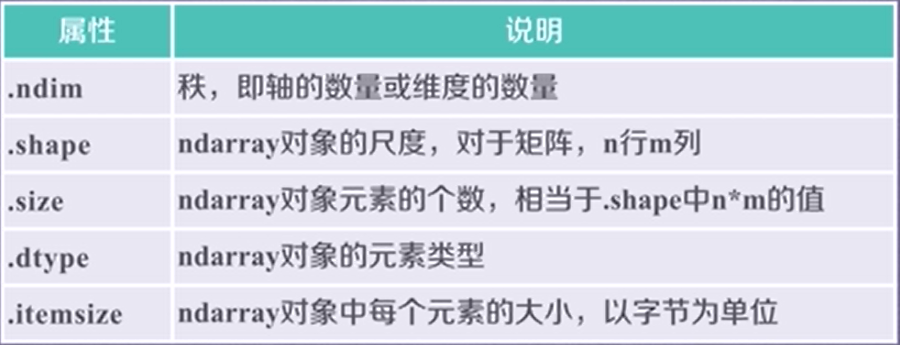 属性 说明
.ndim 秩，即轴的数量或维度的数量
.shape ndarray对象的尺度，对于矩阵，n行m列
.size ndarray对象元素的个数，相当于.shape中n*m的值
.dtype ndarray对象的元素类型
.itemsize ndarray对象中每个元素的大小，以字节为单位